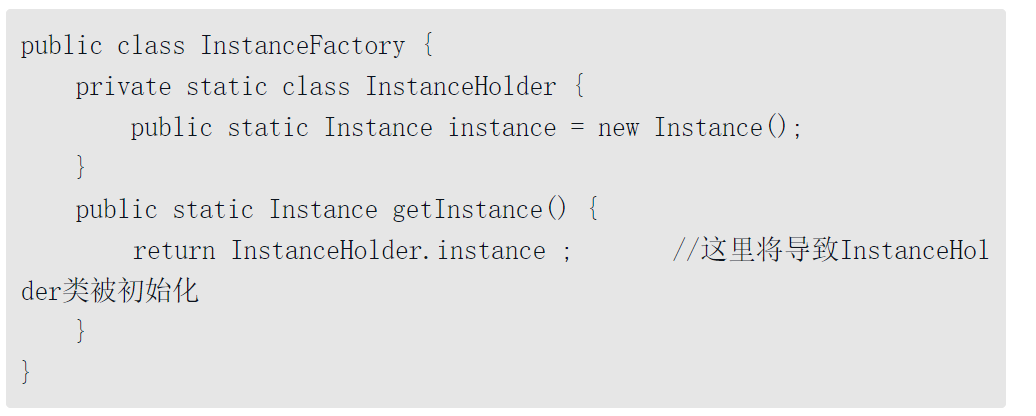 public class InstanceFactory {
    private static class InstanceHolder {
        public static Instance instance = new Instance();
    }
    public static Instance getInstance() {
        return InstanceHolder.instance ;       //这里将导致InstanceHol
der类被初始化
    }
}